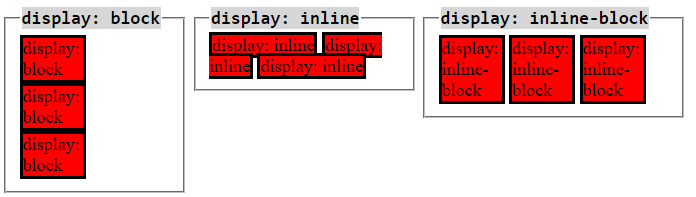 display: block
display:
block
display:
block
display:
block
display: inline
display: inline display:
inline display: inline
display: inline-block
display:
inline-
block
display:
inline-
block
display:
inline-
block